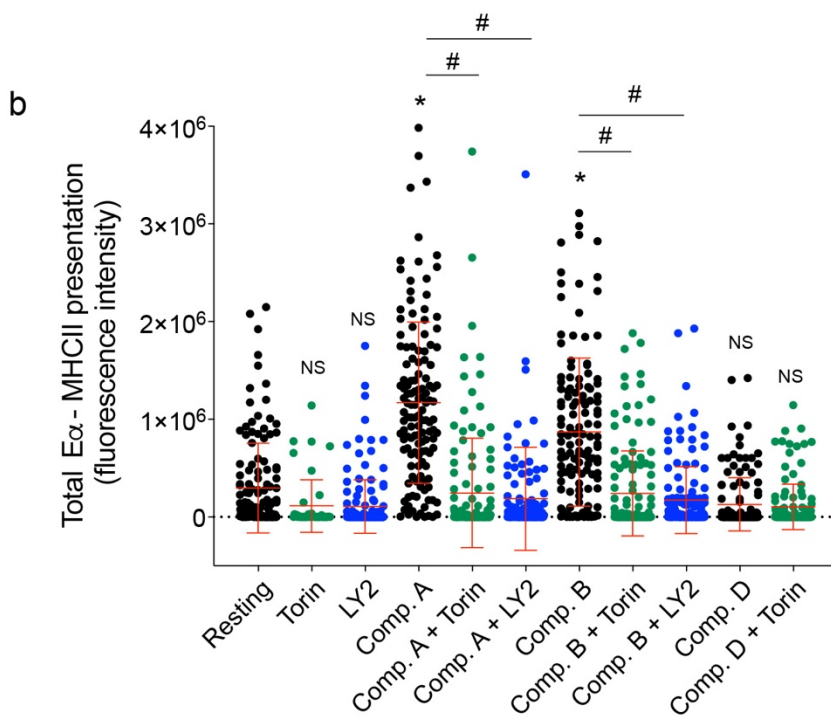 b
Total Eα - MHCII presentation
(fluorescence intensity)
4×10⁶
3×10⁶
2×10⁶
1×10⁶
0
#
#
#
#
*
*
NS
NS
NS
NS
Resting
Torin
LY2
Comp. A
Comp. A + Torin
Comp. A + LY2
Comp. B
Comp. B + Torin
Comp. B + LY2
Comp. D
Comp. D + Torin